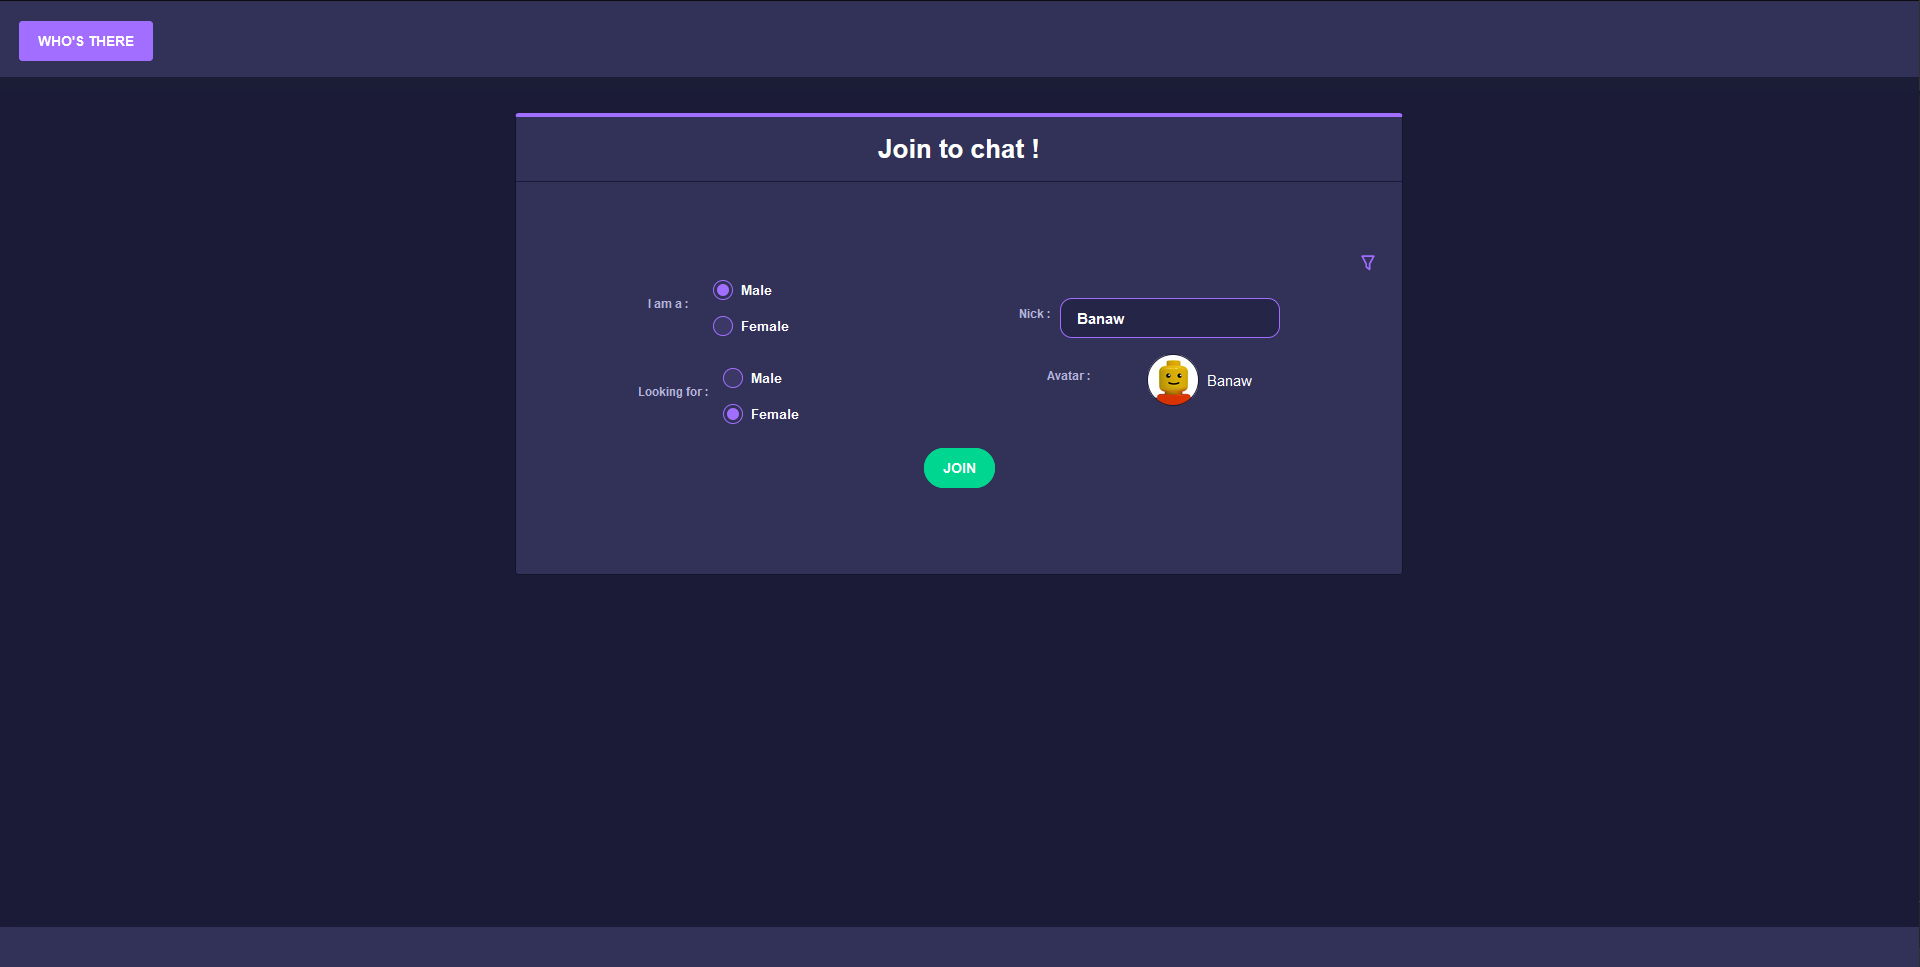 WHO'S THERE
Join to chat !
I am a :
Male
Female
Looking for :
Male
Female
Nick :
Banaw
Avatar :
Banaw
JOIN